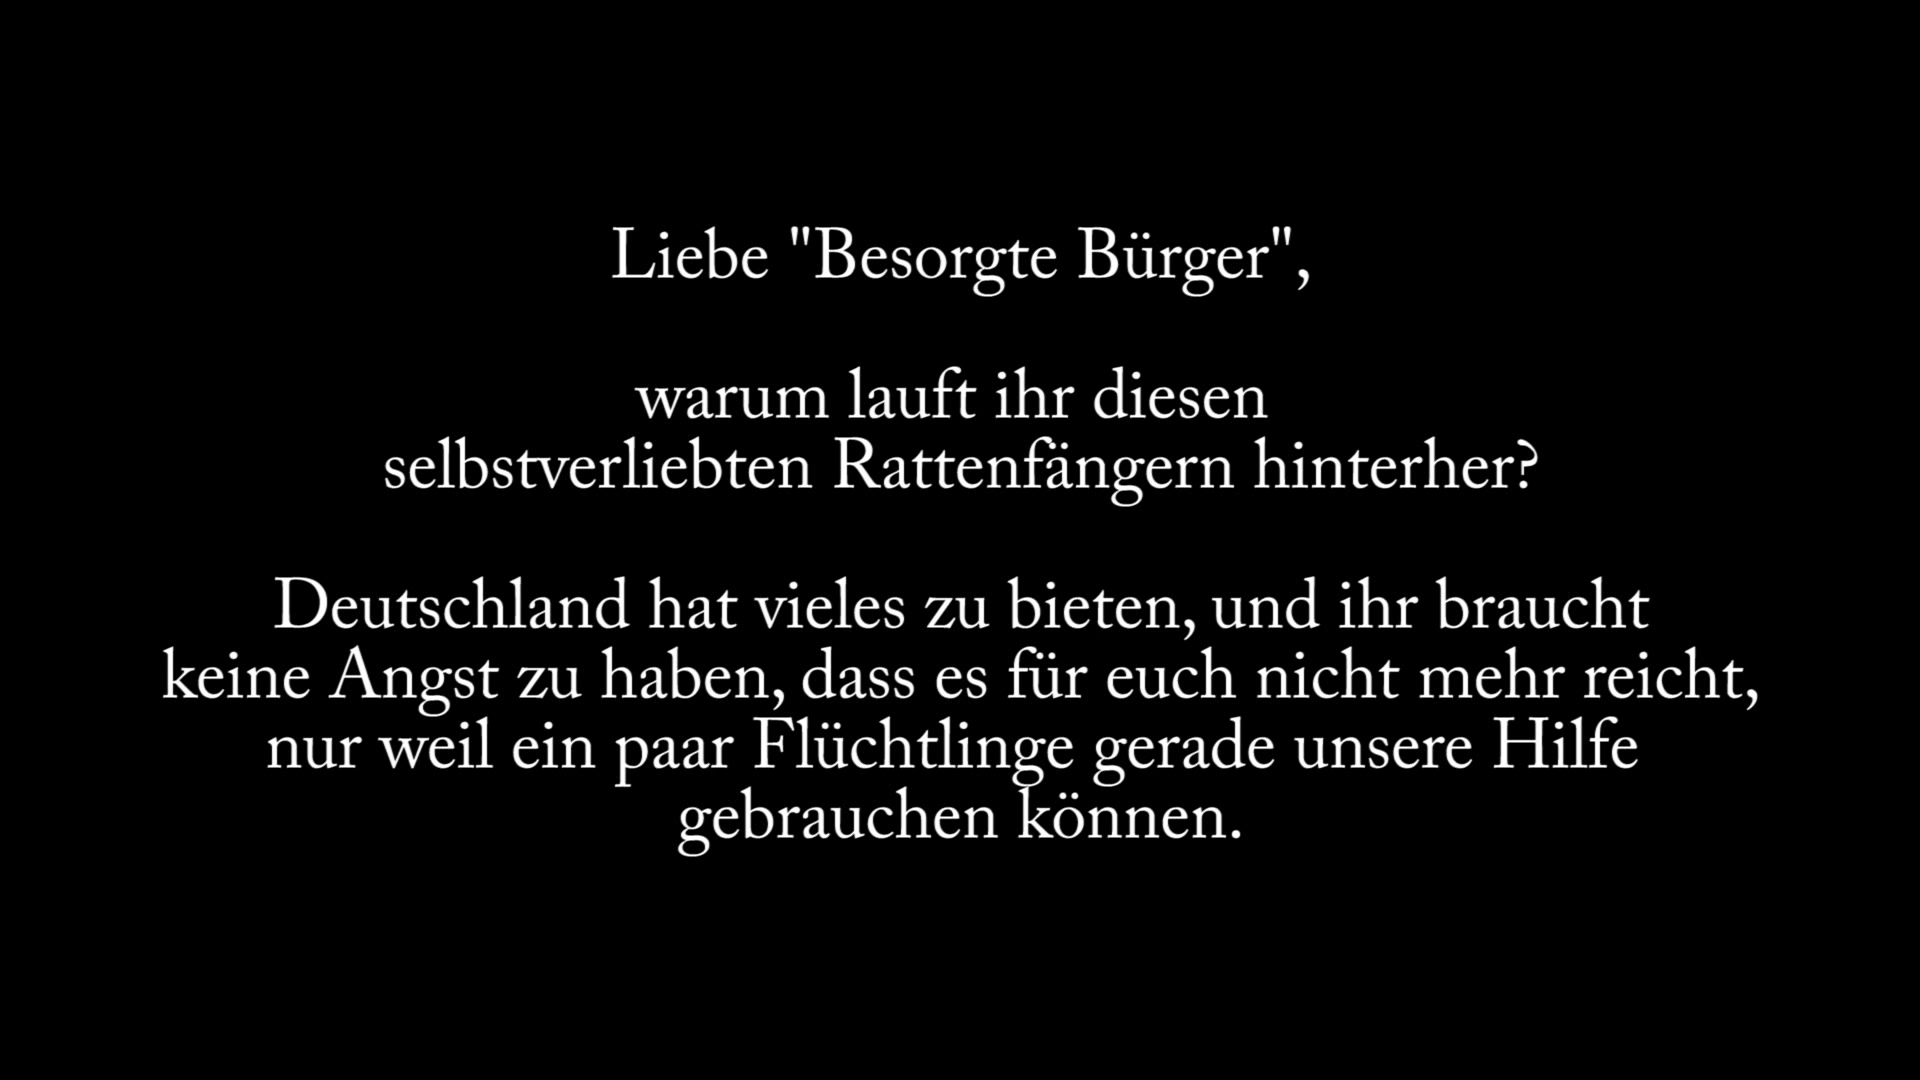 Liebe "Besorgte Bürger",
warum lauft ihr diesen
selbstverliebten Rattenfängern hinterher?
Deutschland hat vieles zu bieten, und ihr braucht
keine Angst zu haben, dass es für euch nicht mehr reicht,
nur weil ein paar Flüchtlinge gerade unsere Hilfe
gebrauchen können.